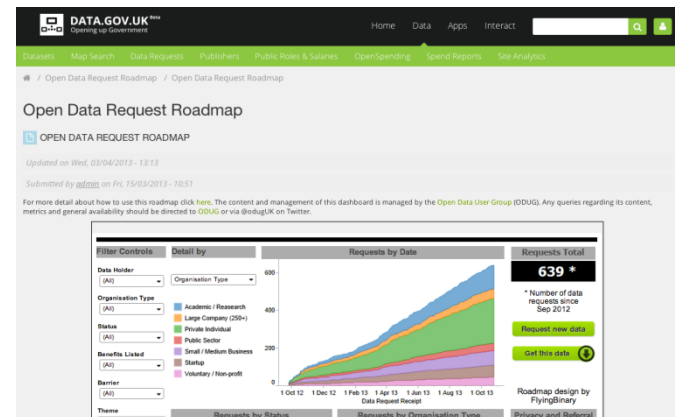 DATA.GOV.UK Beta
Opening up Government
Home Data Apps Interact
Datasets Map Search Data Requests Publishers Public Roles & Salaries OpenSpending Spend Reports Site Analytics
/ Open Data Request Roadmap / Open Data Request Roadmap
Open Data Request Roadmap
OPEN DATA REQUEST ROADMAP
Updated on Wed, 03/04/2013 - 13:13
Submitted by admin on Fri, 15/03/2013 - 10:51
For more detail about how to use this roadmap click here. The content and management of this dashboard is managed by the Open Data User Group (ODUG). Any queries regarding its content,
metrics and general availability should be directed to ODUG or via @odugUK on Twitter.
Filter Controls
Data Holder
(All)
Organisation Type
(All)
Status
(All)
Benefits Listed
(All)
Barrier
(All)
Theme
Detail by
Organisation Type
Academic / Reasearch
Large Company (250+)
Private Individual
Public Sector
Small / Medium Business
Startup
Voluntary / Non-profit
Requests by Date
600
400
200
0
1 Oct 12 1 Dec 12 1 Feb 13 1 Apr 13 1 Jun 13 1 Aug 13 1 Oct 13
Data Request Receipt
Requests Total
639 *
* Number of data
requests since
Sep 2012
Request new data
Get this data
Roadmap design by
FlyingBinary
Requests by Status
Requests by Organisation Type
Privacy and Referral